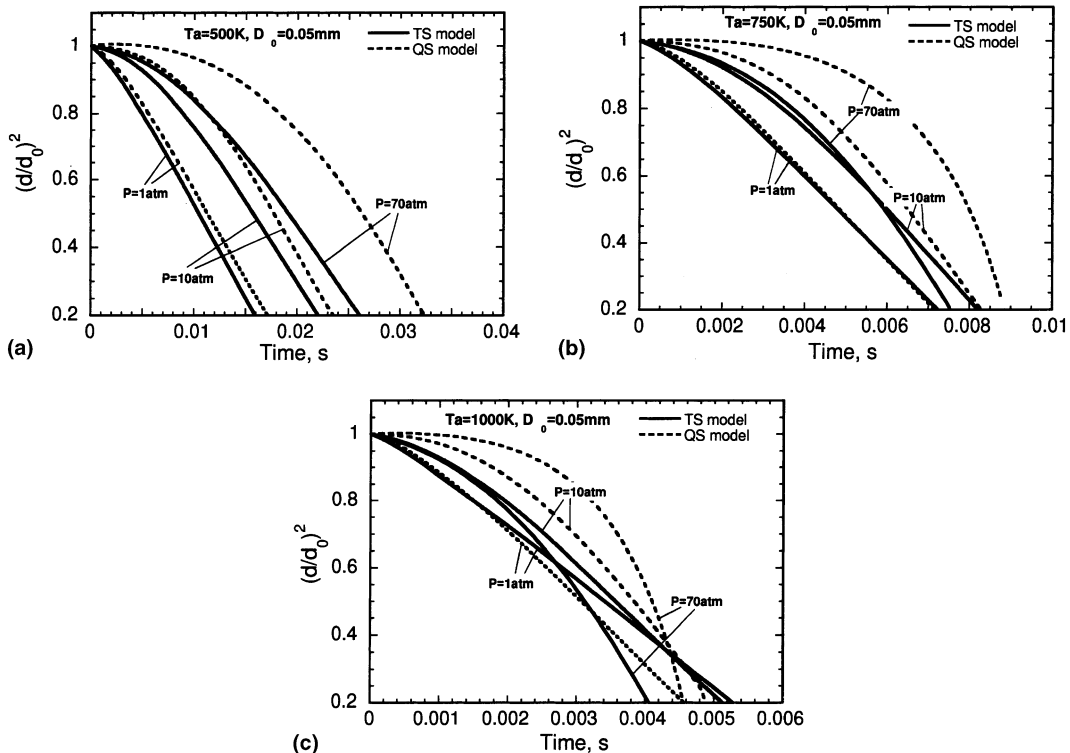 Ta=500K, D 0=0.05mm
TS model
QS model
1
0.8
0.6
0.4
0.2
(d/d0)2
P=1atm
P=70atm
P=10atm
0
0.01
0.02
0.03
0.04
Time, s
(a)
Ta=750K, D 0=0.05mm
TS model
QS model
1
0.8
0.6
0.4
0.2
(d/d0)2
P=70atm
P=1atm
P=10atm
0
0.002
0.004
0.006
0.008
0.01
Time, s
(b)
Ta=1000K, D 0=0.05mm
TS model
QS model
1
0.8
0.6
0.4
0.2
(d/d0)2
P=10atm
P=1atm
P=70atm
0
0.001
0.002
0.003
0.004
0.005
0.006
Time, s
(c)